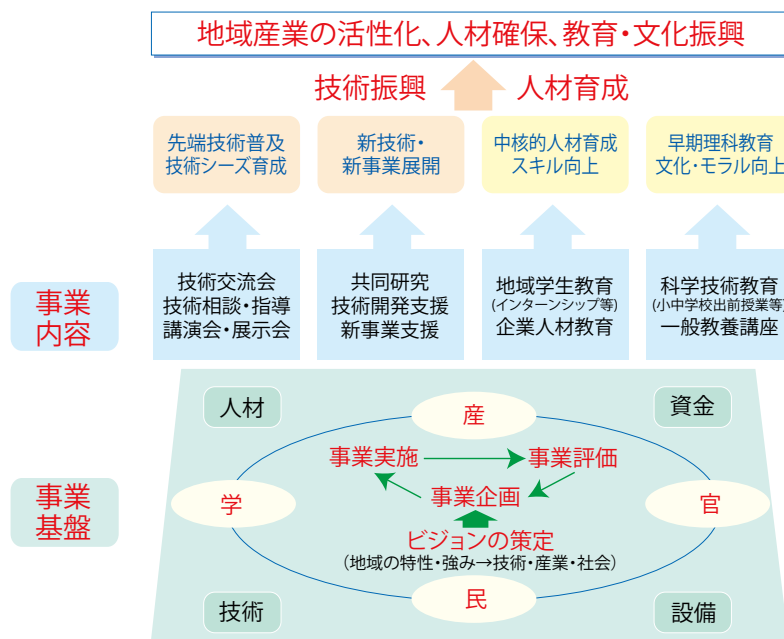 地域産業の活性化、人材確保、教育・文化振興
技術振興
人材育成
先端技術普及
技術シーズ育成
新技術・
新事業展開
中核的人材育成
スキル向上
早期理科教育
文化・モラル向上
事業
内容
技術交流会
技術相談・指導
講演会・展示会
共同研究
技術開発支援
新事業支援
地域学生教育
(インターンシップ等)
企業人材教育
科学技術教育
(小中学校出前授業等)
一般教養講座
事業
基盤
人材
資金
産
事業実施
事業評価
学
事業企画
官
ビジョンの策定
(地域の特性・強み→技術・産業・社会)
民
技術
設備